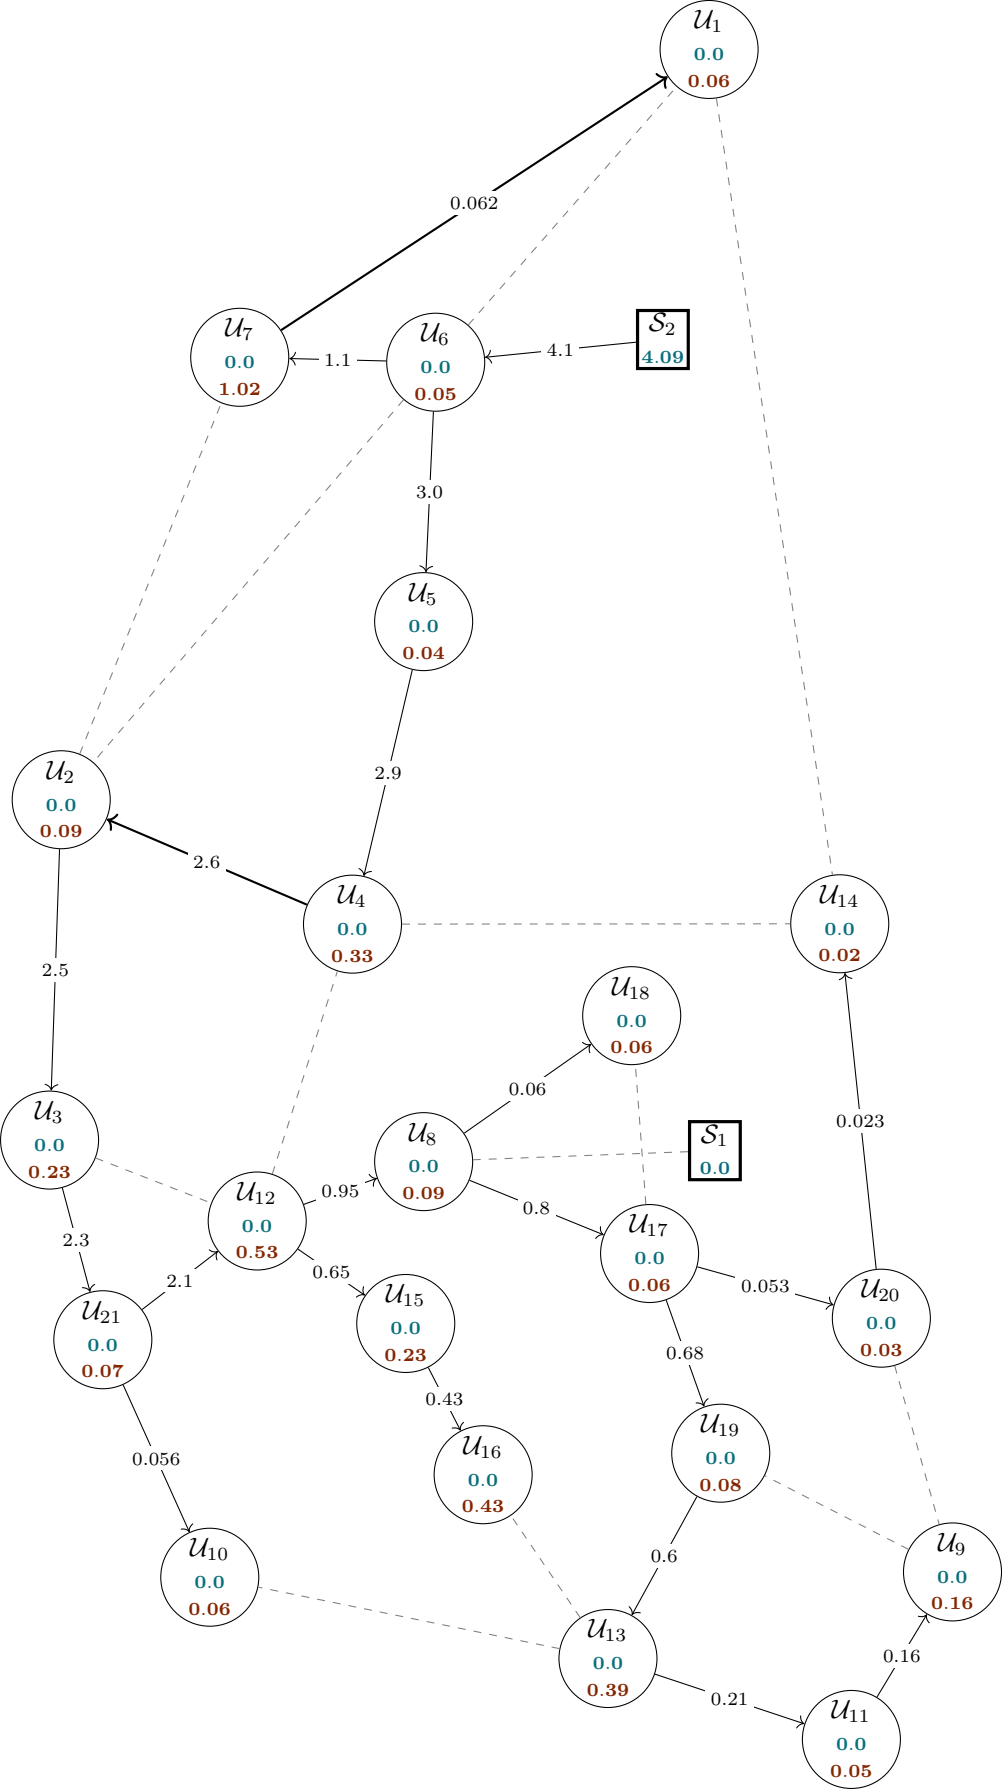 𝒰₁
0.0
0.06
0.062
𝒰₇
0.0
1.02
1.1
𝒰₆
0.0
0.05
4.1
𝒮₂
4.09
3.0
𝒰₅
0.0
0.04
2.9
𝒰₂
0.0
0.09
2.6
𝒰₄
0.0
0.33
𝒰₁₄
0.0
0.02
2.5
𝒰₁₈
0.0
0.06
0.06
0.023
𝒰₃
0.0
0.23
𝒰₈
0.0
0.09
𝒮₁
0.0
𝒰₁₂
0.0
0.53
0.95
0.8
𝒰₁₇
0.0
0.06
2.3
2.1
0.65
0.053
𝒰₂₁
0.0
0.07
𝒰₁₅
0.0
0.23
𝒰₂₀
0.0
0.03
0.68
0.43
0.056
𝒰₁₆
0.0
0.43
𝒰₁₉
0.0
0.08
𝒰₁₀
0.0
0.06
0.6
𝒰₉
0.0
0.16
𝒰₁₃
0.0
0.39
0.16
0.21
𝒰₁₁
0.0
0.05